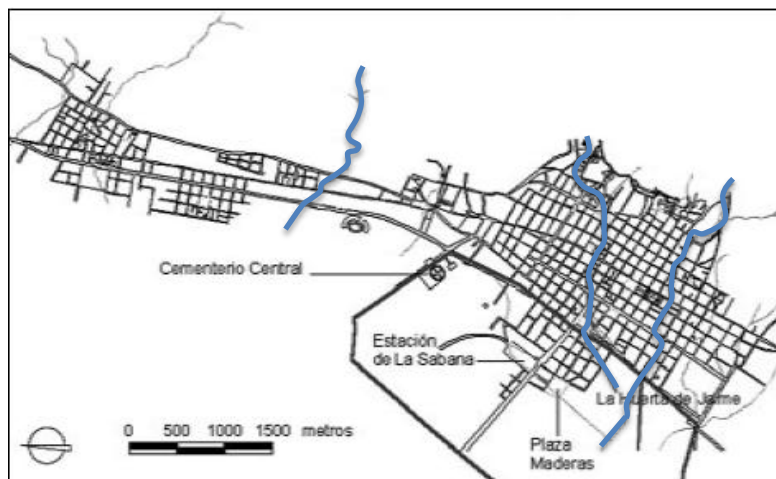 Cementerio Central
Estación
de La Sabana
La Huerta de Jaime
Plaza
Maderas
0 500 1000 1500 metros